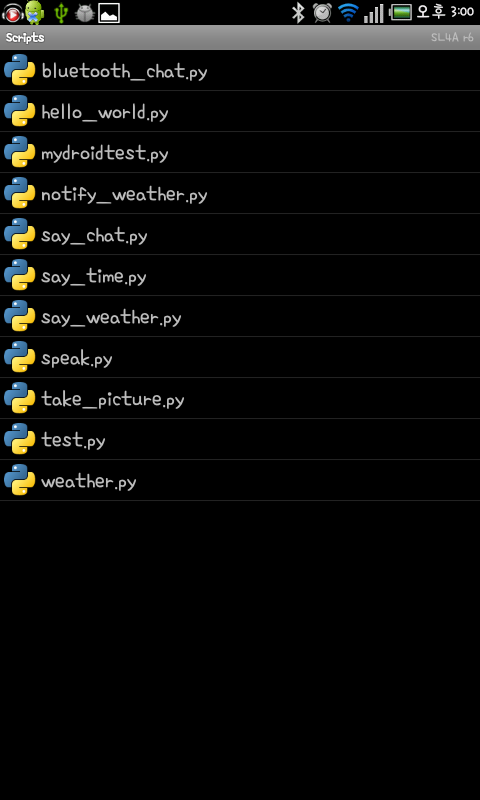 오후 3:00
Scripts SL4A r6
bluetooth_chat.py
hello_world.py
mydroidtest.py
notify_weather.py
say_chat.py
say_time.py
say_weather.py
speak.py
take_picture.py
test.py
weather.py